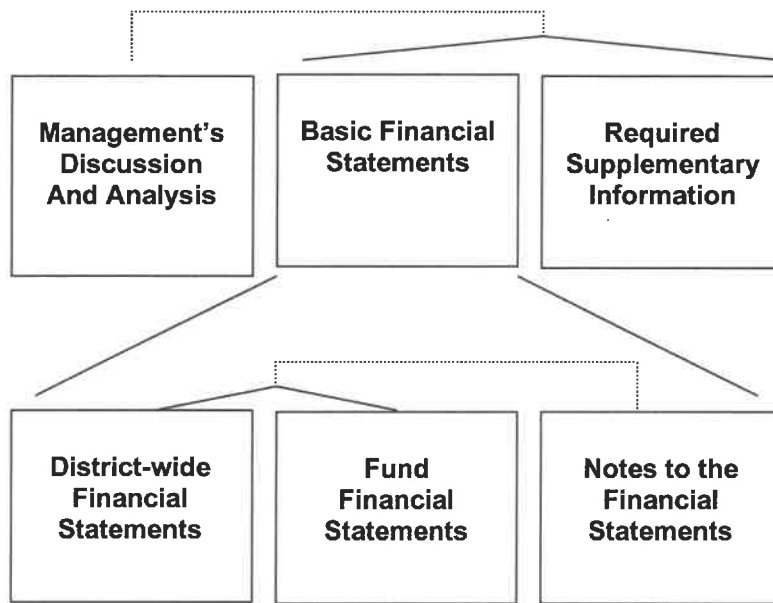 Management's
Discussion
And Analysis
Basic Financial
Statements
Required
Supplementary
Information
District-wide
Financial
Statements
Fund
Financial
Statements
Notes to the
Financial
Statements